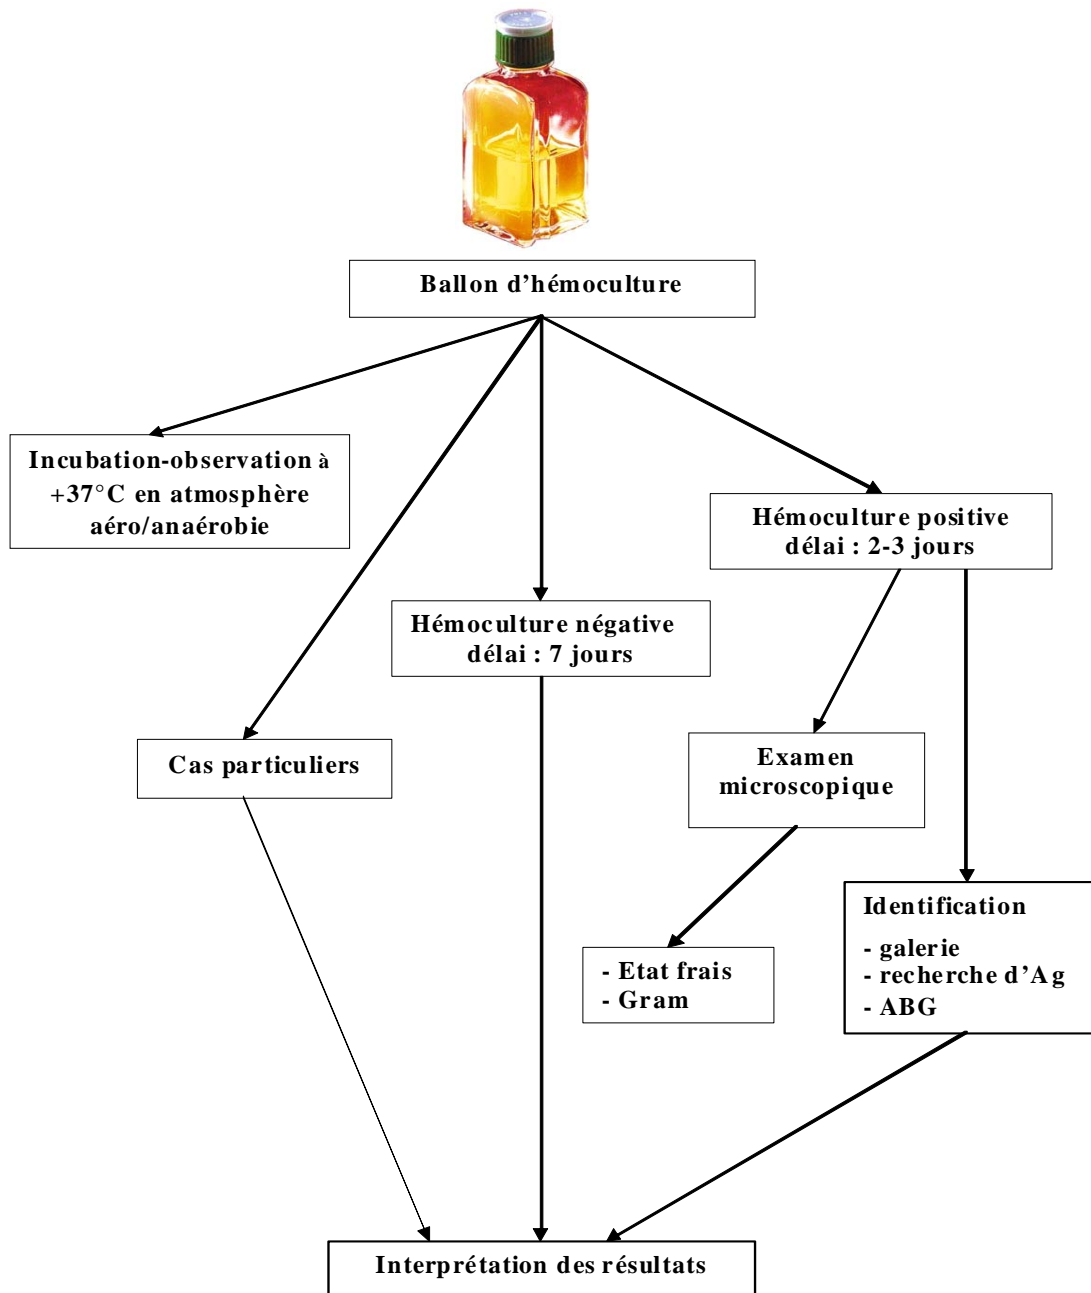 Ballon d'hémoculture
Incubation-observation à
+37°C en atmosphère
aéro/anaérobie
Hémoculture positive
délai : 2-3 jours
Hémoculture négative
délai : 7 jours
Cas particuliers
Examen
microscopique
Identification
- galerie
- recherche d'Ag
- ABG
- Etat frais
- Gram
Interprétation des résultats